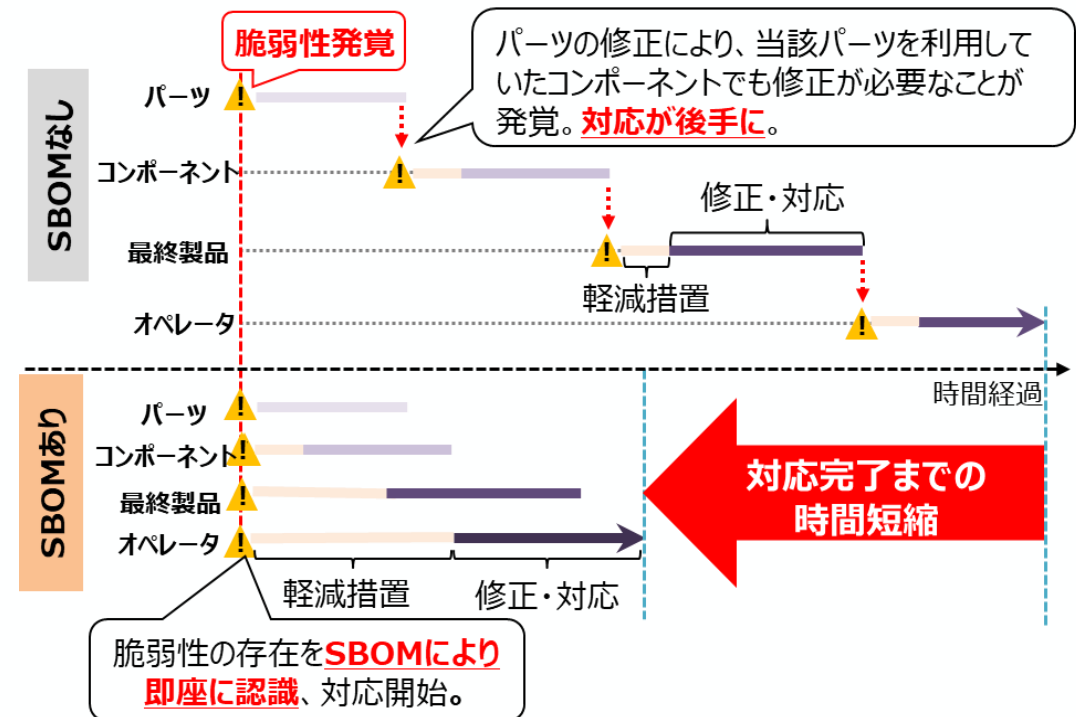 脆弱性発覚
パーツの修正により、当該パーツを利用して
いたコンポーネントでも修正が必要なことが
発覚。対応が後手に。
SBOMなし
パーツ
!
コンポーネント
!
修正・対応
最終製品
!
軽減措置
オペレータ
!
時間経過
SBOMあり
パーツ
!
コンポーネント
!
最終製品
!
オペレータ
!
対応完了までの
時間短縮
軽減措置
修正・対応
脆弱性の存在をSBOMにより
即座に認識、対応開始。